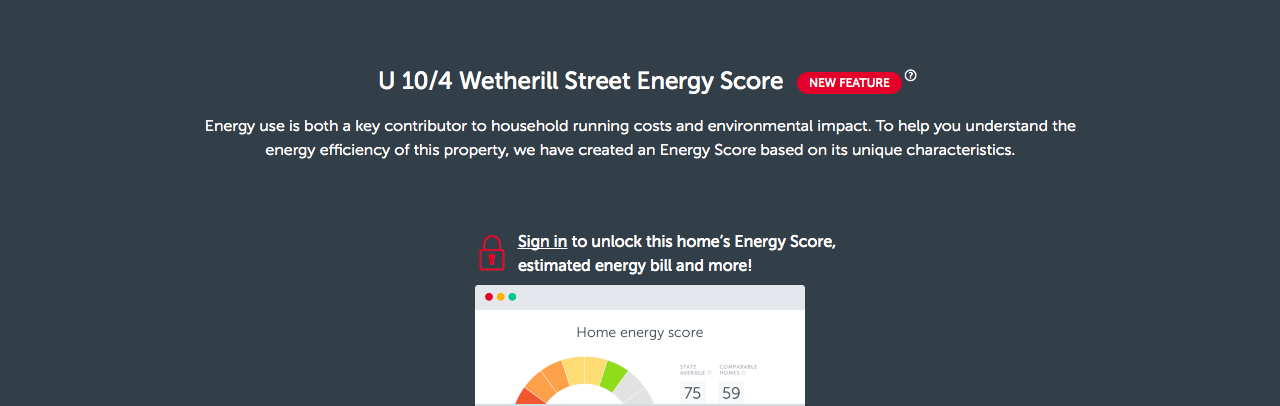 U 10/4 Wetherill Street Energy Score NEW FEATURE ?
Energy use is both a key contributor to household running costs and environmental impact. To help you understand the
energy efficiency of this property, we have created an Energy Score based on its unique characteristics.
Sign in to unlock this home’s Energy Score,
estimated energy bill and more!
Home energy score
STATE AVERAGE
COMPARABLE HOMES
75 59